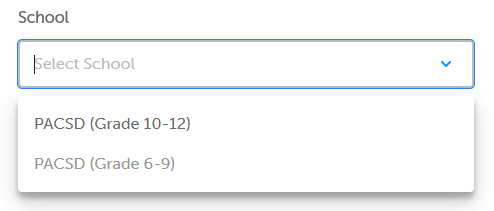 School
Select School
PACSD (Grade 10-12)
PACSD (Grade 6-9)